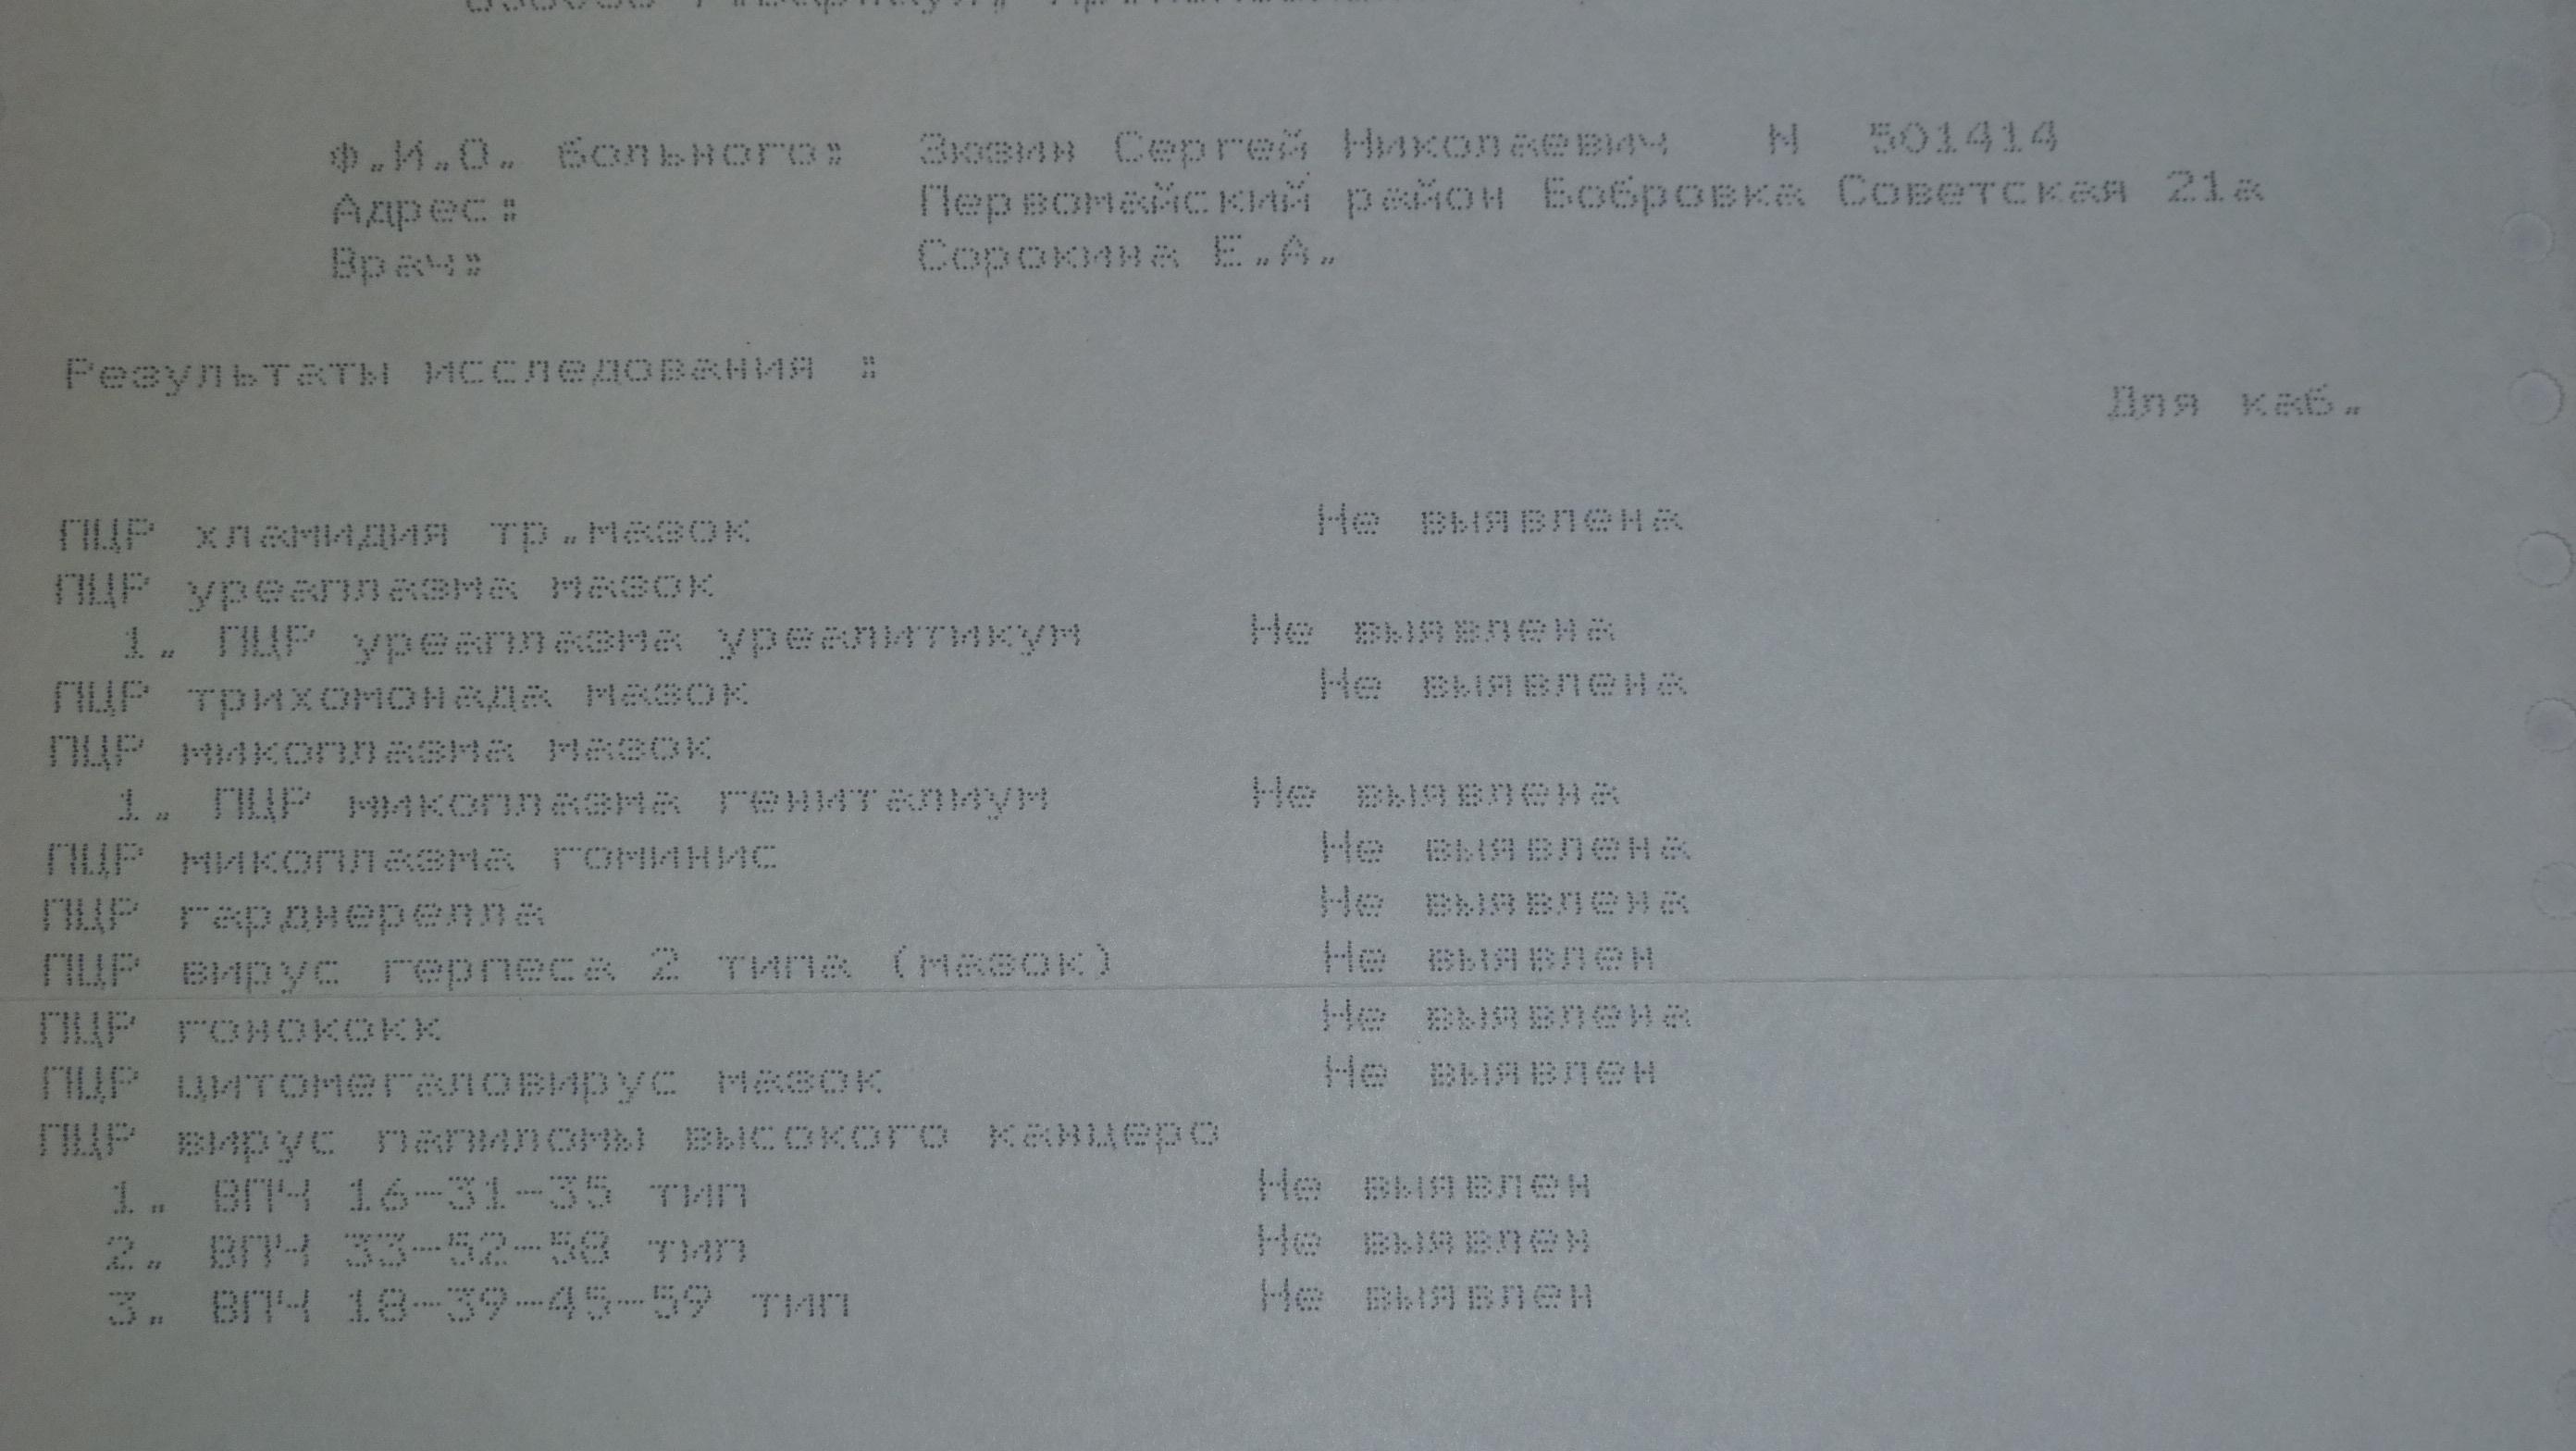 Ф.И.О. больного: Зюзин Сергей Николаевич N 501414
Адрес: Первомайский район Бобровка Советская 21а
Врач: Сорокина Е.А.
Результаты исследования :
Для каб.
ПЦР хламидия тр.мазок Не выявлена
ПЦР уреаплазма мазок
1. ПЦР уреаплазма уреалитикум Не выявлена
ПЦР трихомонада мазок Не выявлена
ПЦР микоплазма мазок
1. ПЦР микоплазма гениталиум Не выявлена
ПЦР микоплазма гоминис Не выявлена
ПЦР гарднерелла Не выявлена
ПЦР вирус герпеса 2 типа (мазок) Не выявлен
ПЦР гонококк Не выявлена
ПЦР цитомегаловирус мазок Не выявлен
ПЦР вирус папиломы высокого канцеро
1. ВПЧ 16-31-35 тип Не выявлен
2. ВПЧ 33-52-58 тип Не выявлен
3. ВПЧ 18-39-45-59 тип Не выявлен